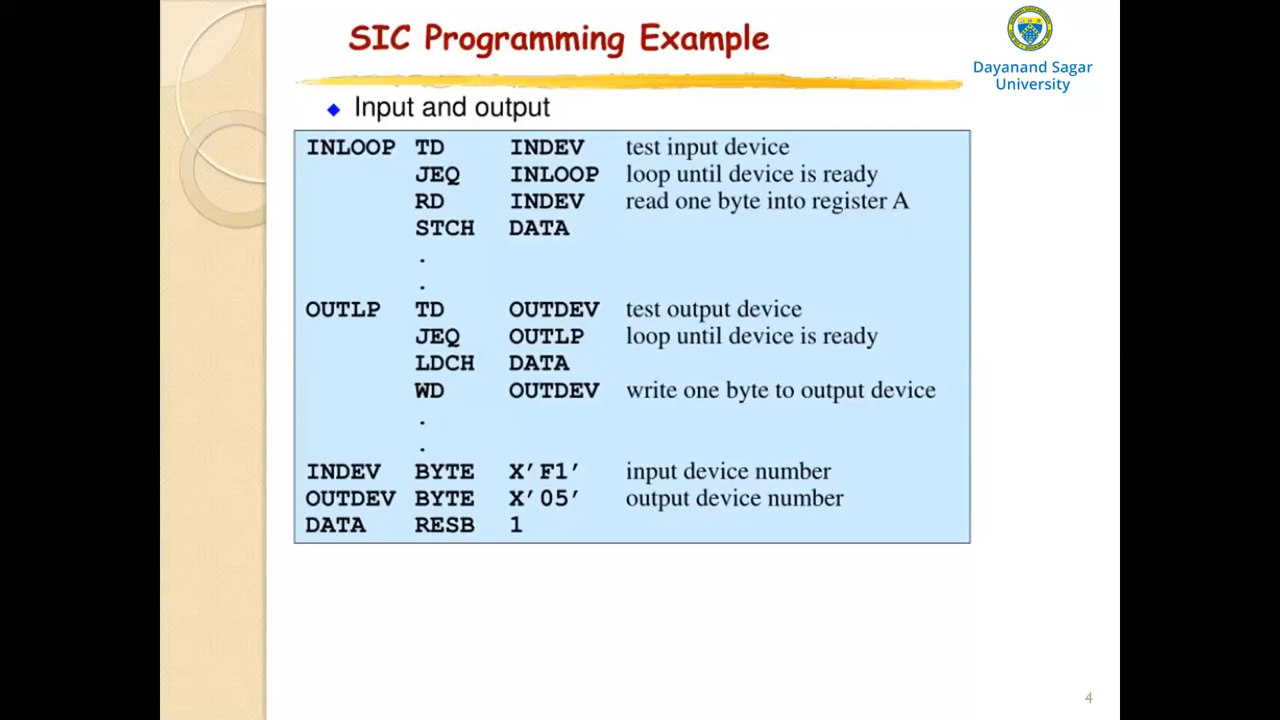 SIC Programming Example
Dayanand Sagar
University
Input and output
INLOOP TD INDEV test input device
JEQ INLOOP loop until device is ready
RD INDEV read one byte into register A
STCH DATA
.
.
OUTLP TD OUTDEV test output device
JEQ OUTLP loop until device is ready
LDCH DATA
WD OUTDEV write one byte to output device
.
.
INDEV BYTE X’F1’ input device number
OUTDEV BYTE X’05’ output device number
DATA RESB 1
4